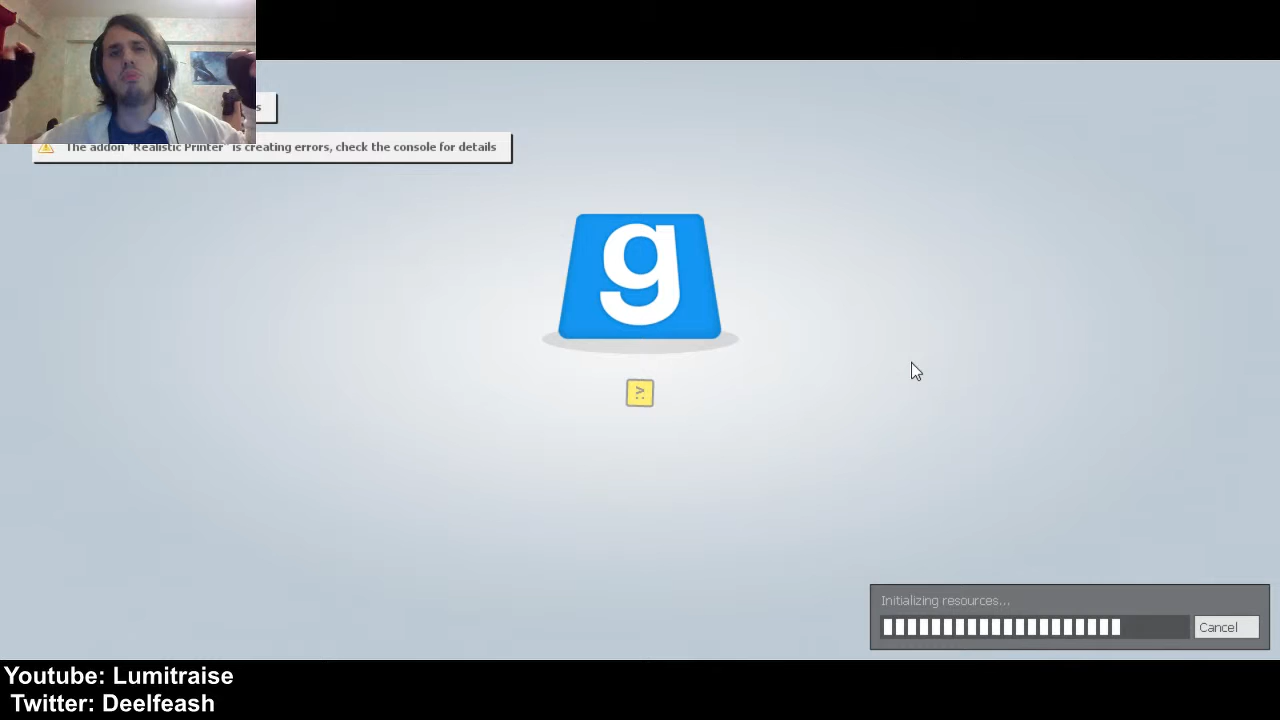 s
The addon "Realistic Printer" is creating errors, check the console for details
g
Initializing resources...
Cancel
Youtube: Lumitraise
Twitter: Deelfeash